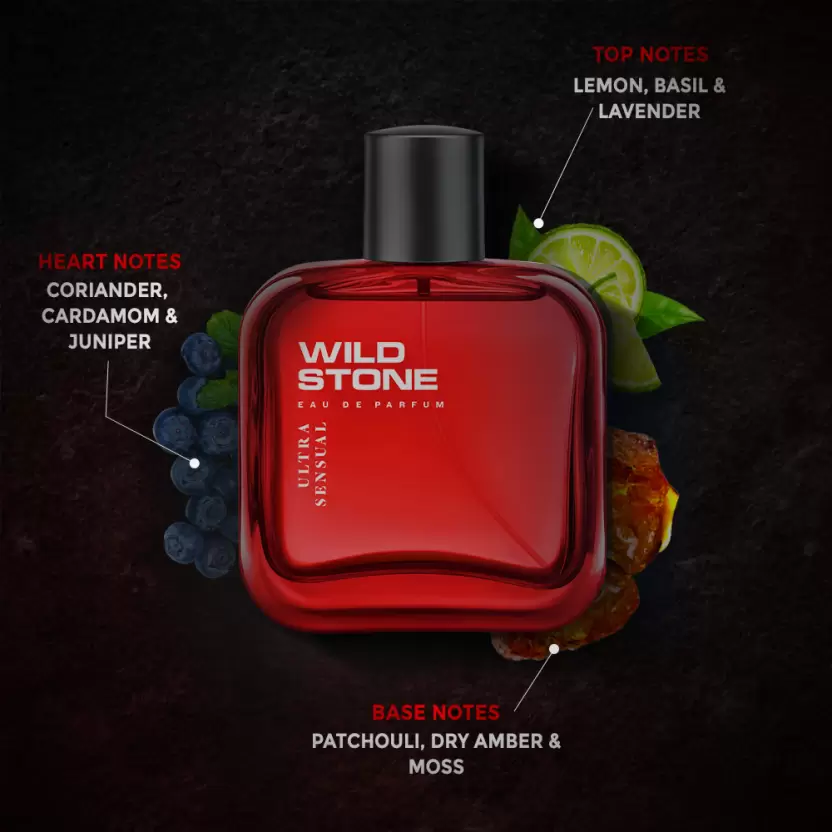 TOP NOTES
LEMON, BASIL &
LAVENDER
HEART NOTES
CORIANDER,
CARDAMOM &
JUNIPER
WILD
STONE
EAU DE PARFUM
ULTRA
SENSUAL
BASE NOTES
PATCHOULI, DRY AMBER &
MOSS